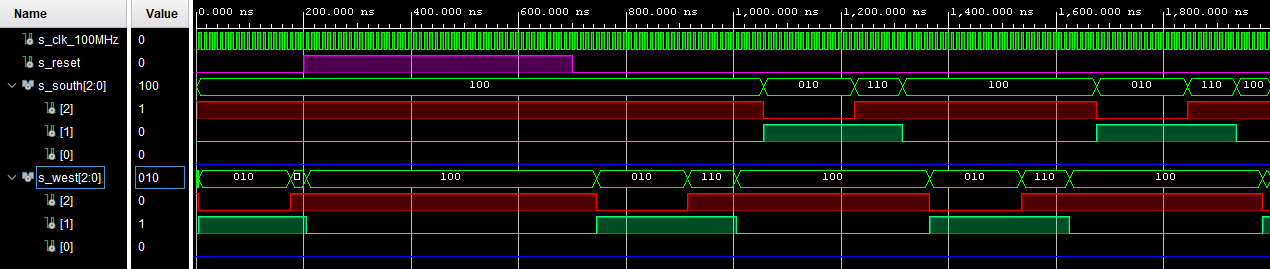 Name Value 0.000 ns 200.000 ns 400.000 ns 600.000 ns 800.000 ns 1,000.000 ns 1,200.000 ns 1,400.000 ns 1,600.000 ns 1,800.000 ns
s_clk_100MHz 0
s_reset 0
s_south[2:0] 100 100 010 110 100 010 110 100
[2] 1
[1] 0
[0] 0
s_west[2:0] 010 010 100 010 110 100 010 110 100
[2] 0
[1] 1
[0] 0